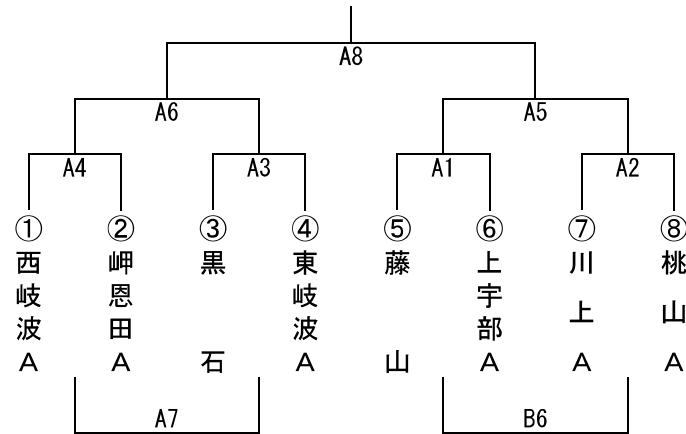 A8
A6
A5
A4
A3
A1
A2
①
②
③
④
⑤
⑥
⑦
⑧
西岐波A
岬恩田A
黒石
東岐波A
藤山
上宇部A
川上A
桃山A
A7
B6